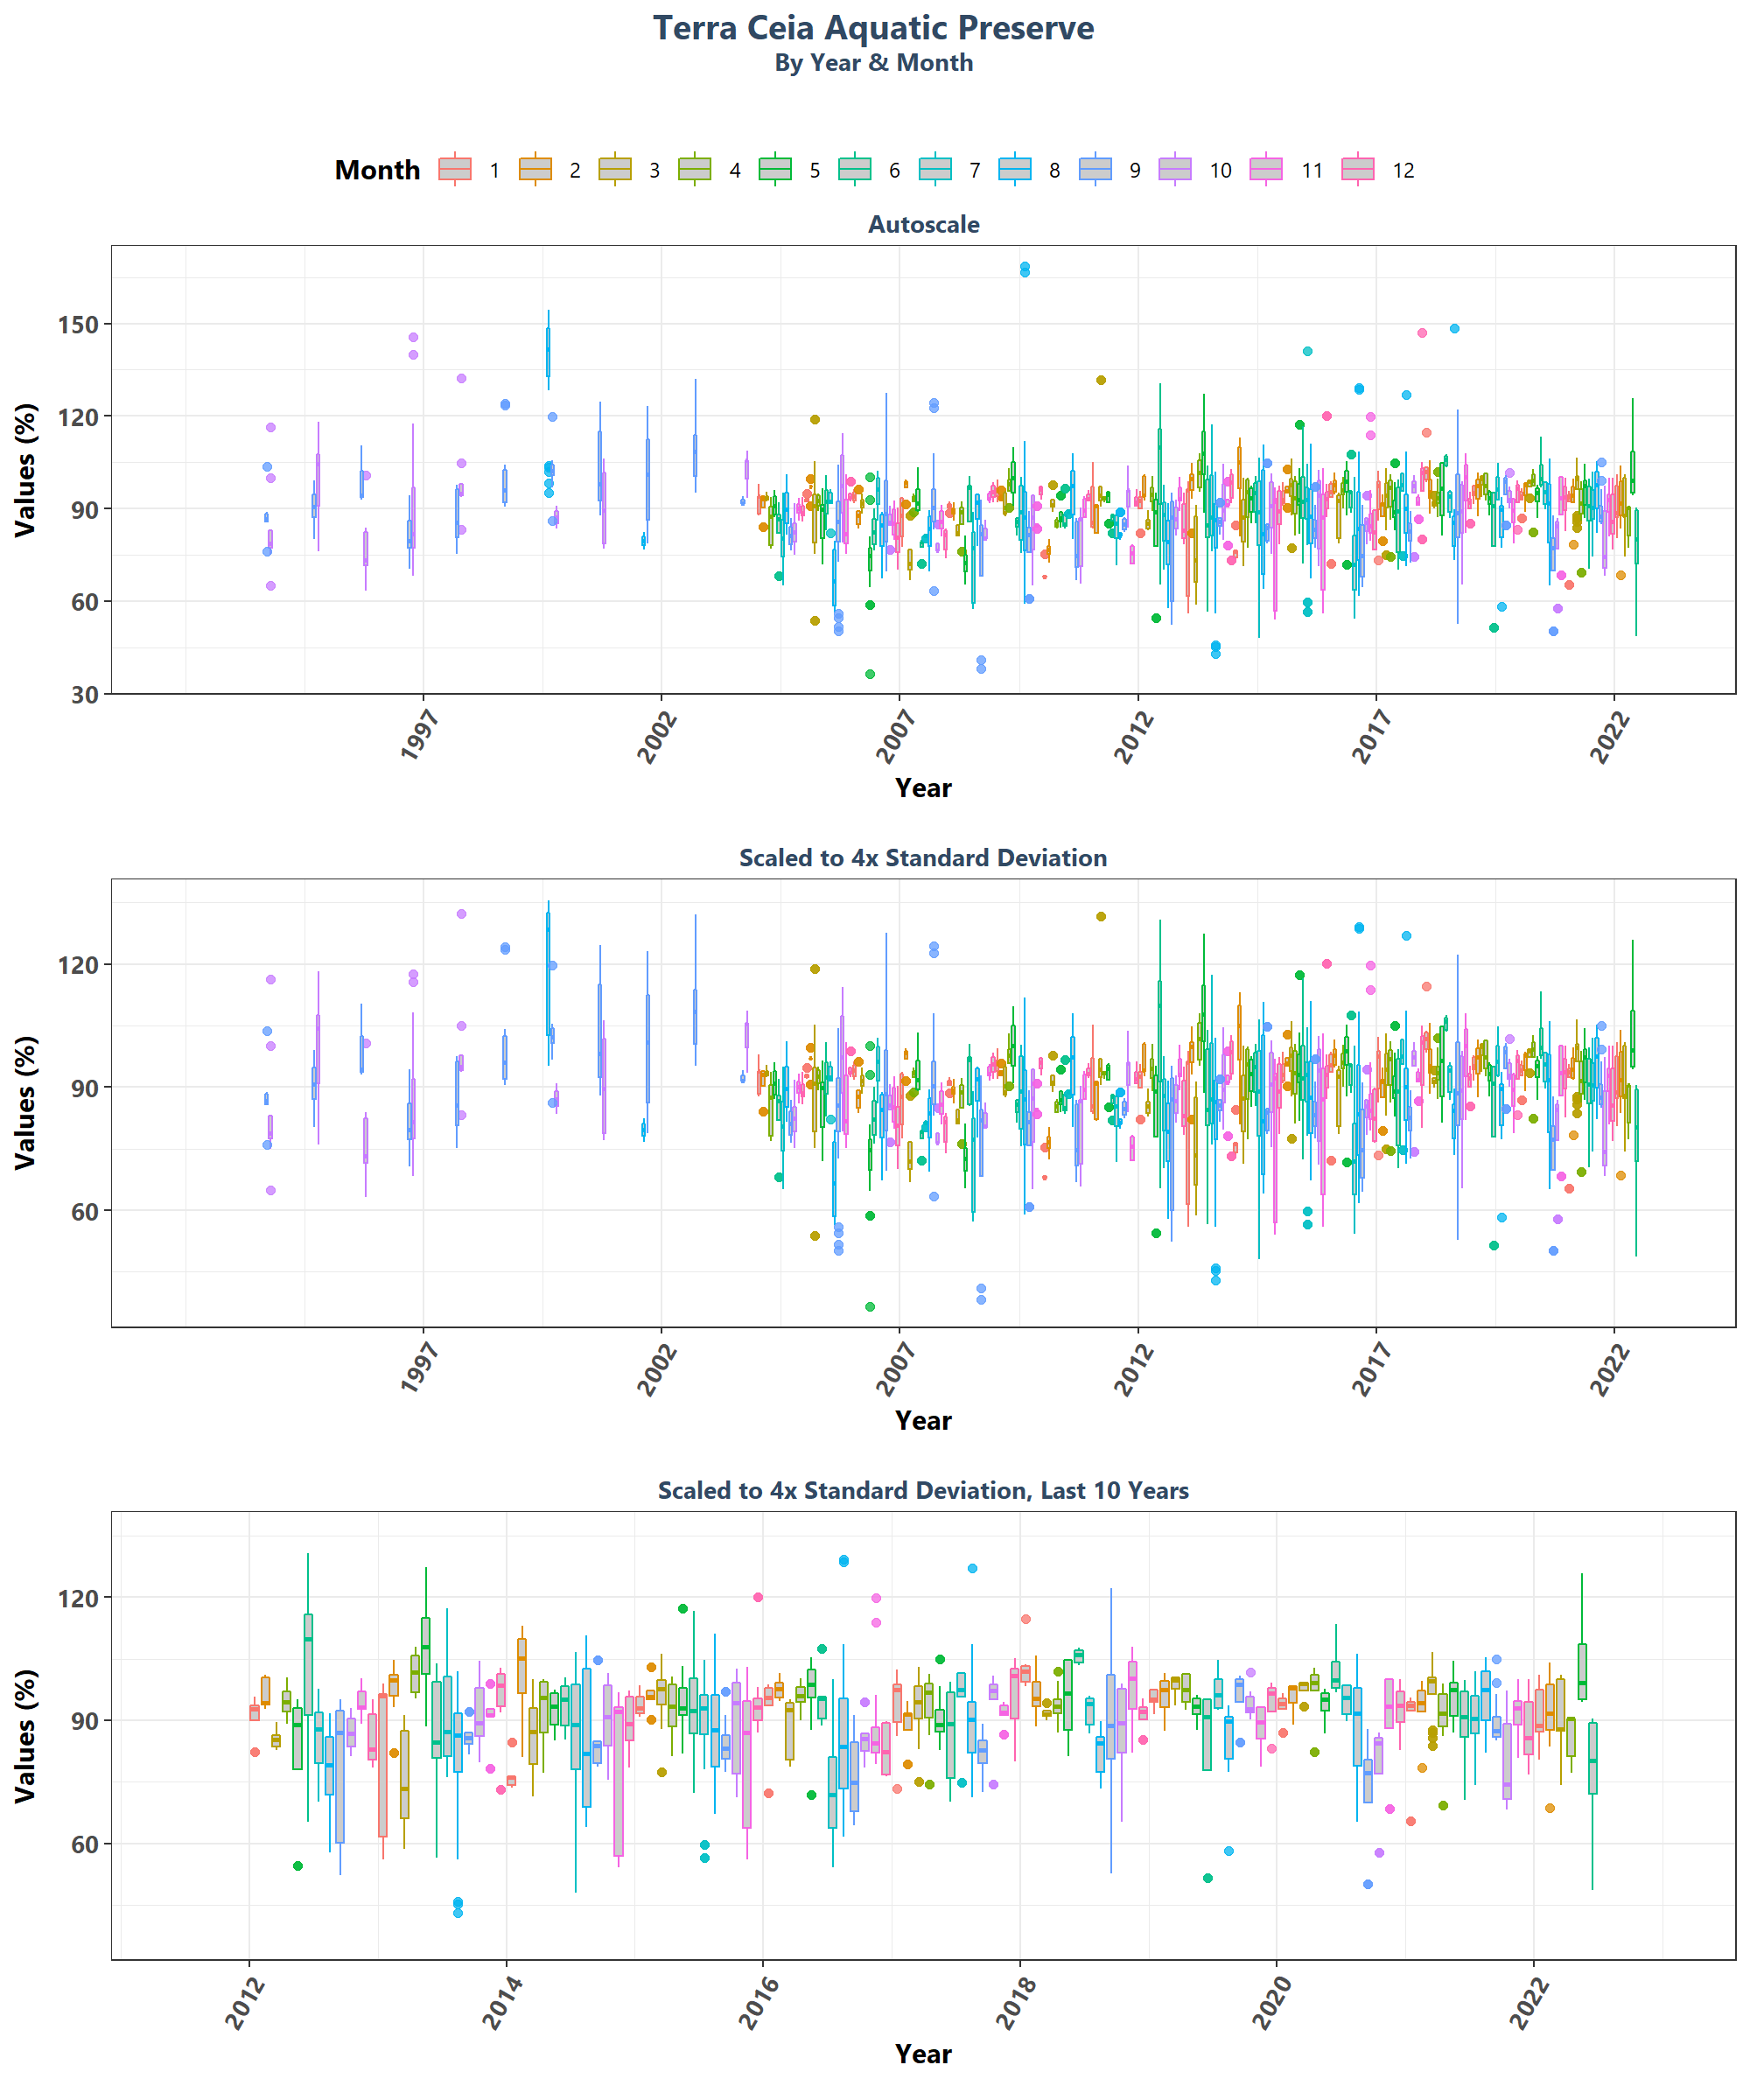 Terra Ceia Aquatic Preserve
By Year & Month
Month 1 2 3 4 5 6 7 8 9 10 11 12
Autoscale
Values (%)
150
120
90
60
30
1997 2002 2007 2012 2017 2022
Year
Scaled to 4x Standard Deviation
Values (%)
120
90
60
1997 2002 2007 2012 2017 2022
Year
Scaled to 4x Standard Deviation, Last 10 Years
Values (%)
120
90
60
2012 2014 2016 2018 2020 2022
Year